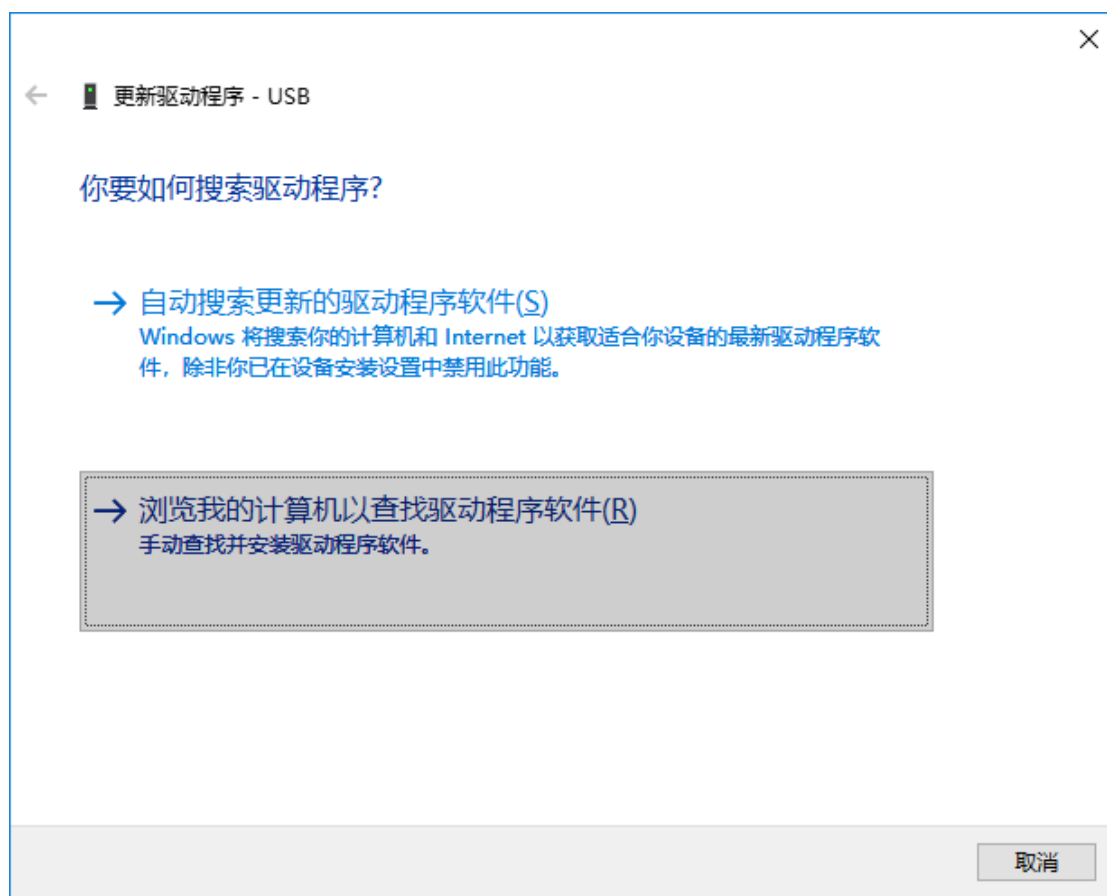 更新驱动程序 - USB
你要如何搜索驱动程序?
自动搜索更新的驱动程序软件(S)
Windows 将搜索你的计算机和 Internet 以获取适合你设备的最新驱动程序软
件，除非你已在设备安装设置中禁用此功能。
浏览我的计算机以查找驱动程序软件(R)
手动查找并安装驱动程序软件。
取消